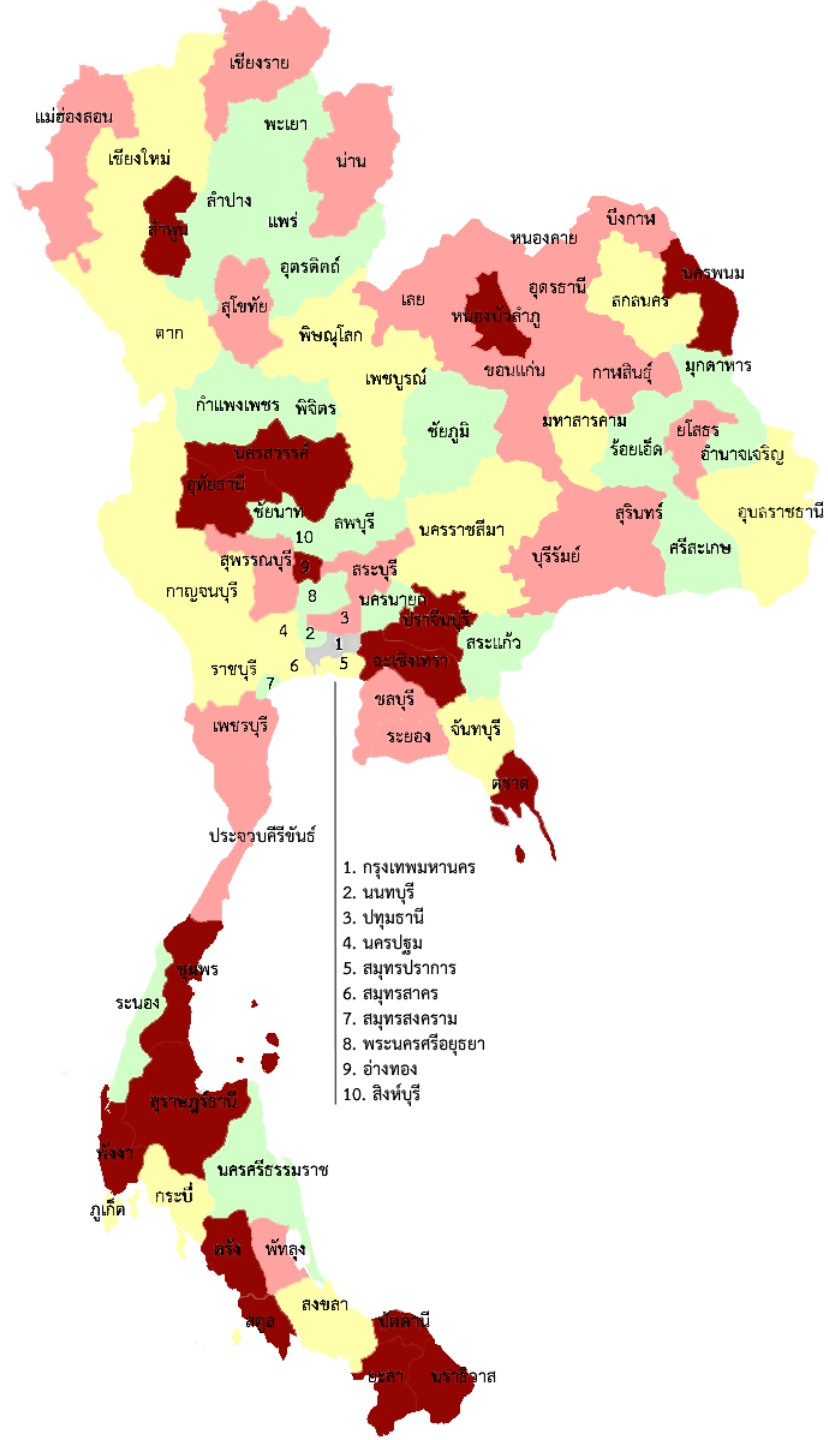 เชียงราย
แม่ฮ่องสอน
พะเยา
เชียงใหม่
น่าน
ลำปาง
ลำพูน
แพร่
บึงกาฬ
หนองคาย
อุตรดิตถ์
นครพนม
อุดรธานี
สุโขทัย
เลย
สกลนคร
หนองบัวลำภู
ตาก
พิษณุโลก
ขอนแก่น
กาฬสินธุ์
มุกดาหาร
เพชบูรณ์
กำแพงเพชร
พิจิตร
มหาสารคาม
ยโสธร
ชัยภูมิ
ร้อยเอ็ด
อำนาจเจริญ
นครสวรรค์
อุทัยธานี
ชัยนาท
ลพบุรี
นครราชสีมา
สุรินทร์
อุบลราชธานี
10
ศรีสะเกษ
สุพรรณบุรี
9
สระบุรี
บุรีรัมย์
กาญจนบุรี
8
นครนายก
ปราจีนบุรี
3
4
2
1
สระแก้ว
ราชบุรี
6
5
ฉะเชิงเทรา
7
ชลบุรี
เพชรบุรี
ระยอง
จันทบุรี
ตราด
ประจวบคีรีขันธ์
1. กรุงเทพมหานคร
2. นนทบุรี
3. ปทุมธานี
4. นครปฐม
5. สมุทรปราการ
6. สมุทรสาคร
7. สมุทรสงคราม
8. พระนครศรีอยุธยา
9. อ่างทอง
10. สิงห์บุรี
ชุมพร
ระนอง
สุราษฎร์ธานี
พังงา
นครศรีธรรมราช
กระบี่
ภูเก็ต
ตรัง
พัทลุง
สงขลา
สตูล
ปัตตานี
ยะลา
นราธิวาส